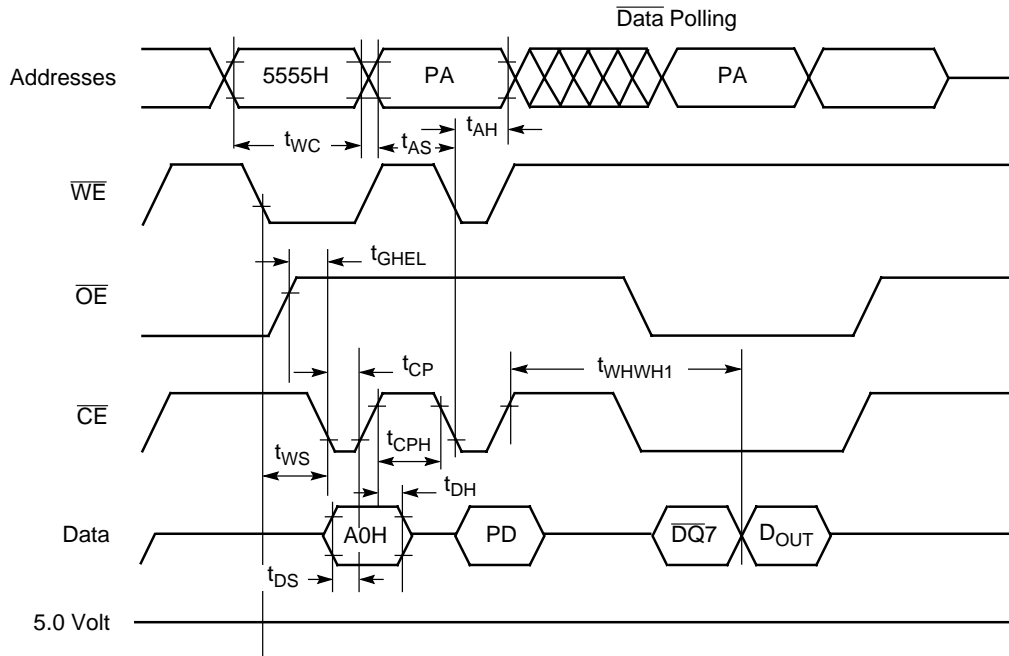 Data Polling
Addresses
5555H
PA
PA
tWC
tAS
tAH
WE
tGHEL
OE
tCP
tWHWH1
CE
tWS
tCPH
tDH
Data
A0H
PD
DQ7
DOUT
tDS
5.0 Volt